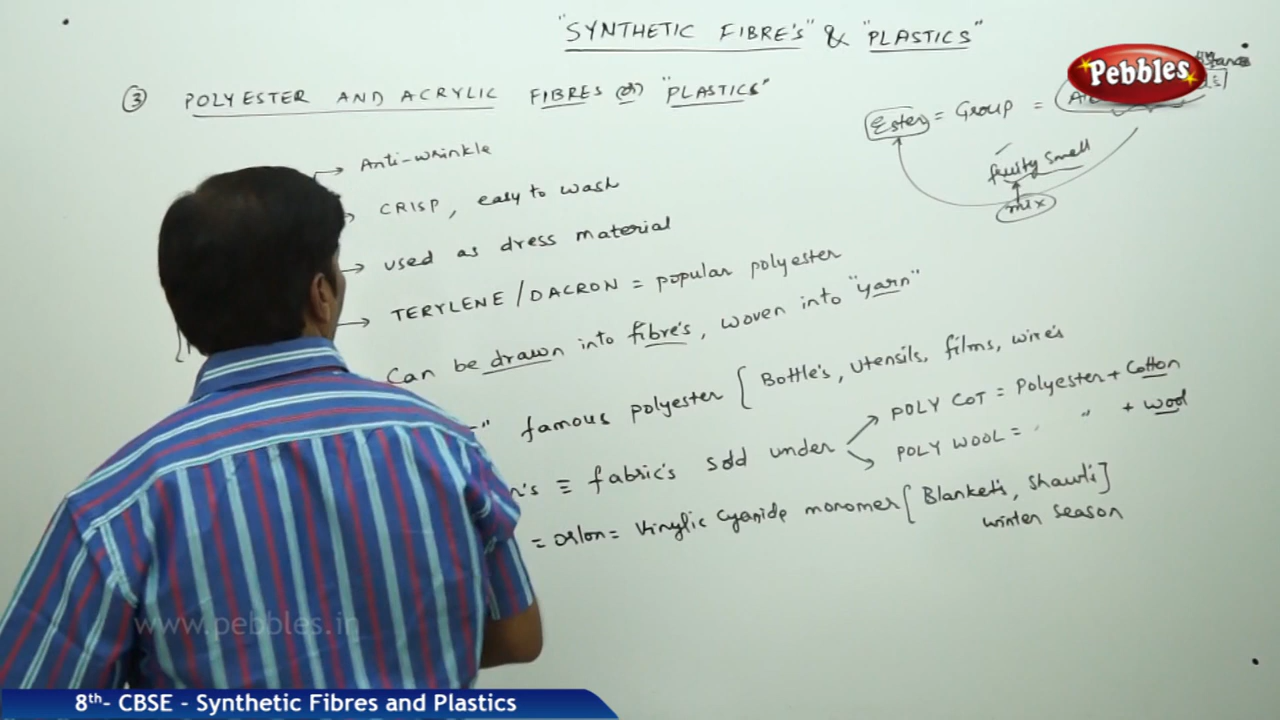 "SYNTHETIC FIBRE'S" & "PLASTICS"
Pebbles
③ POLYESTER AND ACRYLIC FIBRES (or) "PLASTICS"
Ester = Group =
fruity smell
mix
→ Anti-wrinkle
→ CRISP, easy to wash
→ used as dress material
→ TERYLENE / DACRON = popular polyester
Can be drawn into fibre's, woven into "yarn"
" famous polyester [Bottle's, utensils, films, wire's
≡ fabric's sold under → POLY COT = Polyester + Cotton
→ POLY WOOL = " " + wool
= orlon = Vinylic Cyanide monomer [Blanket's, Shawl's]
winter season
www.pebbles.in
8th- CBSE - Synthetic Fibres and Plastics